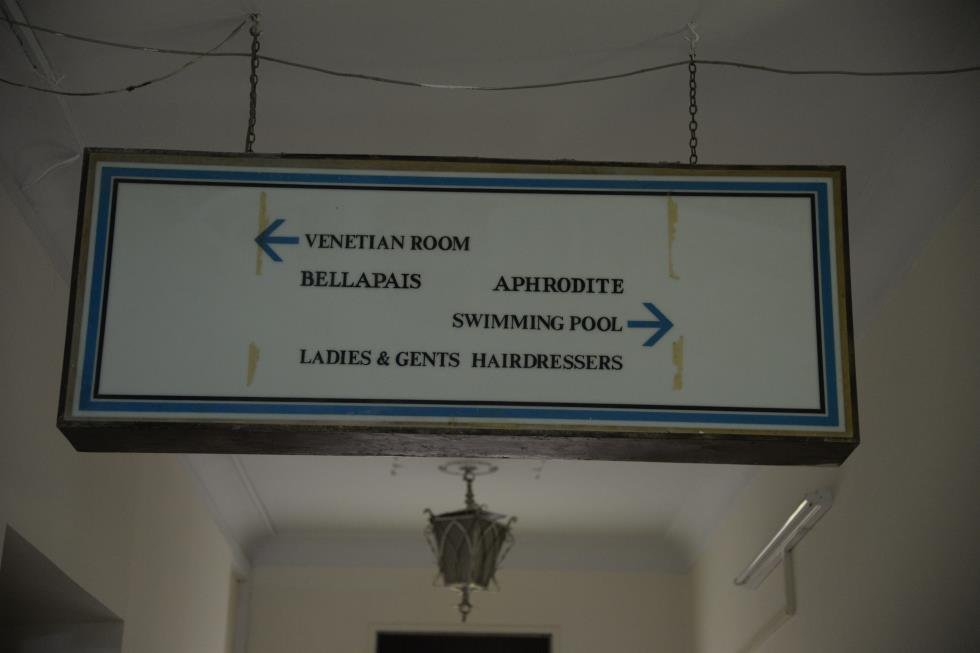 VENETIAN ROOM
BELLAPAIS APHRODITE
SWIMMING POOL
LADIES & GENTS HAIRDRESSERS